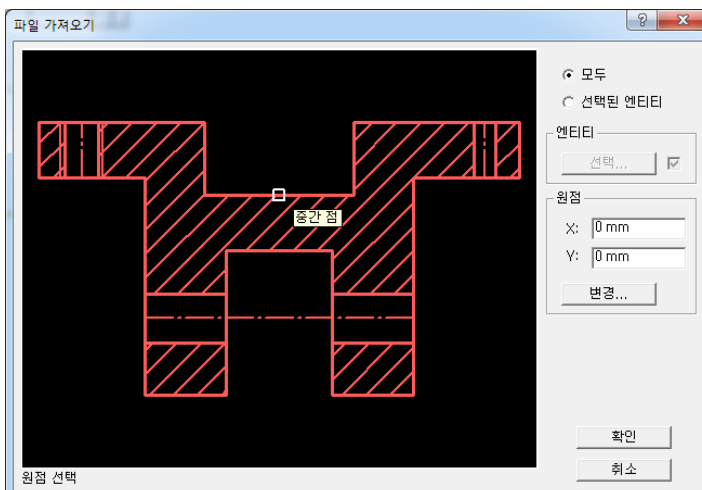 파일 가져오기
모두
선택된 엔티티
엔티티
선택...
원점
X: 0 mm
Y: 0 mm
변경...
중간 점
확인
취소
원점 선택